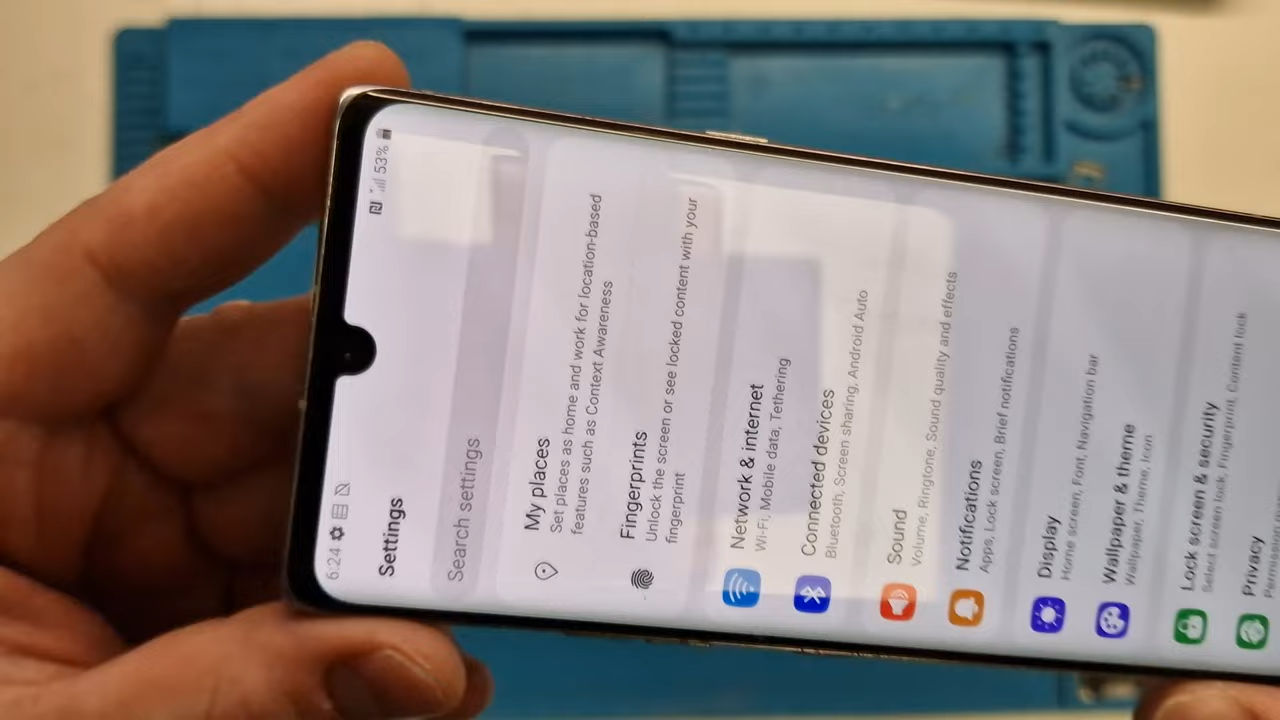 6:24
53%
Settings
Search settings
My places
Set places as home and work for location-based
features such as Context Awareness
Fingerprints
Unlock the screen or see locked content with your
fingerprint
Network & internet
Wi-Fi, Mobile data, Tethering
Connected devices
Bluetooth, Screen sharing, Android Auto
Sound
Volume, Ringtone, Sound quality and effects
Notifications
Apps, Lock screen, Brief notifications
Display
Home screen, Font, Navigation bar
Wallpaper & theme
Wallpaper, Theme, Icon
Lock screen & security
Select screen lock, Fingerprint, Content lock
Privacy